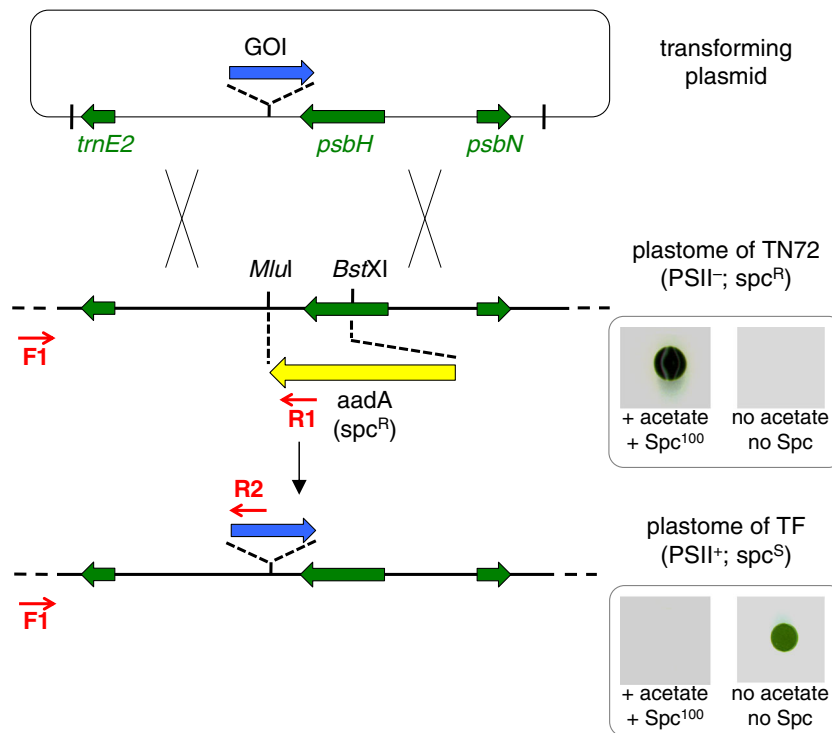 GOI
transforming
plasmid
trnE2
psbH
psbN
MluI
BstXI
plastome of TN72
(PSII–; spcR)
F1
R1
aadA
(spcR)
+ acetate
+ Spc100
no acetate
no Spc
R2
plastome of TF
(PSII+; spcS)
F1
+ acetate
+ Spc100
no acetate
no Spc